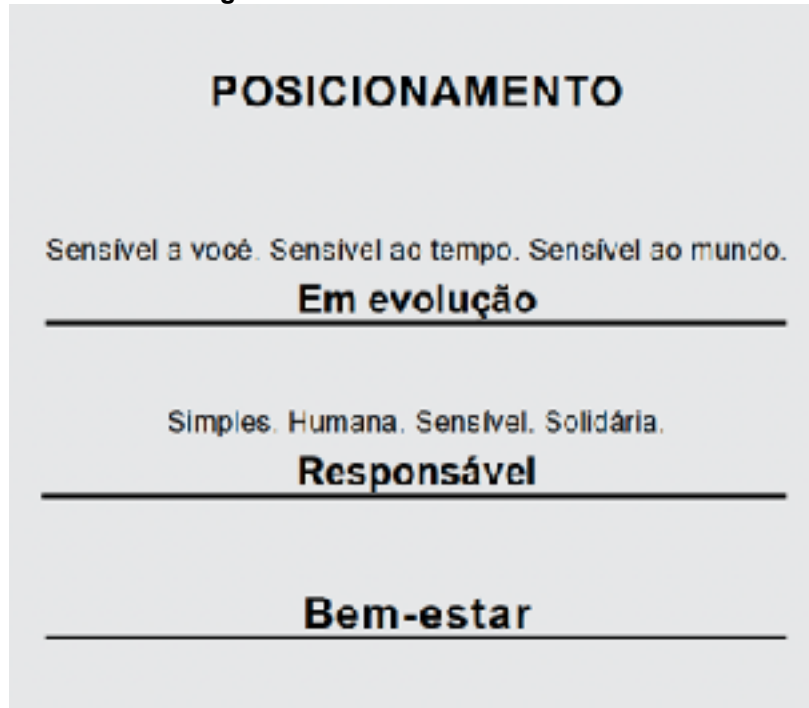 POSICIONAMENTO
Sensível a você. Sensível ao tempo. Sensível ao mundo.
Em evolução
Simples. Humana. Sensível. Solidária.
Responsável
Bem-estar